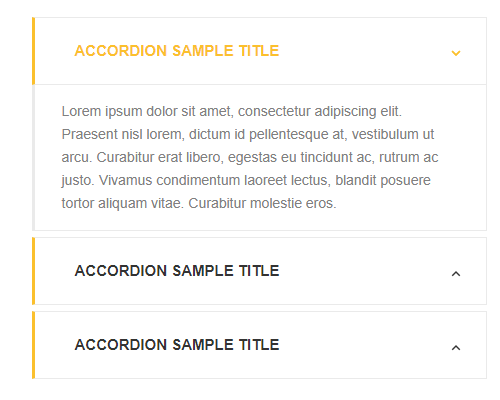 ACCORDION SAMPLE TITLE
Lorem ipsum dolor sit amet, consectetur adipiscing elit.
Praesent nisl lorem, dictum id pellentesque at, vestibulum ut
arcu. Curabitur erat libero, egestas eu tincidunt ac, rutrum ac
justo. Vivamus condimentum laoreet lectus, blandit posuere
tortor aliquam vitae. Curabitur molestie eros.
ACCORDION SAMPLE TITLE
ACCORDION SAMPLE TITLE